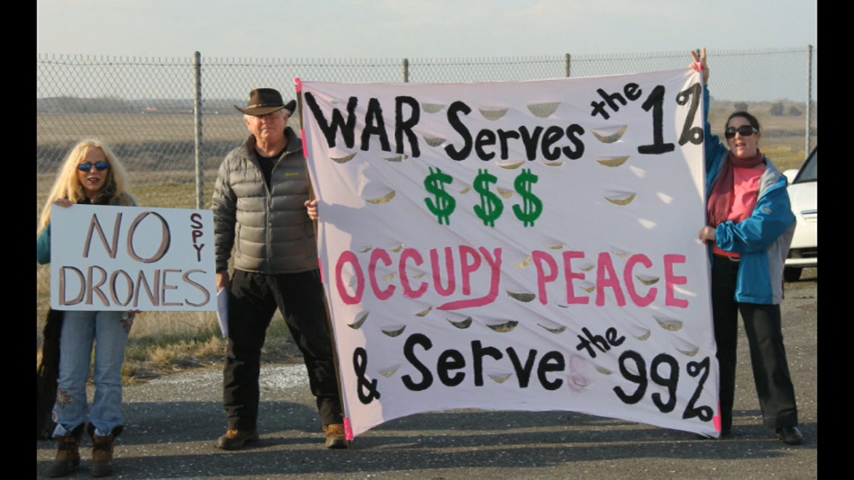 NO SPY
DRONES
WAR Serves the 1%
$ $ $
OCCUPY PEACE
& Serve the 99%